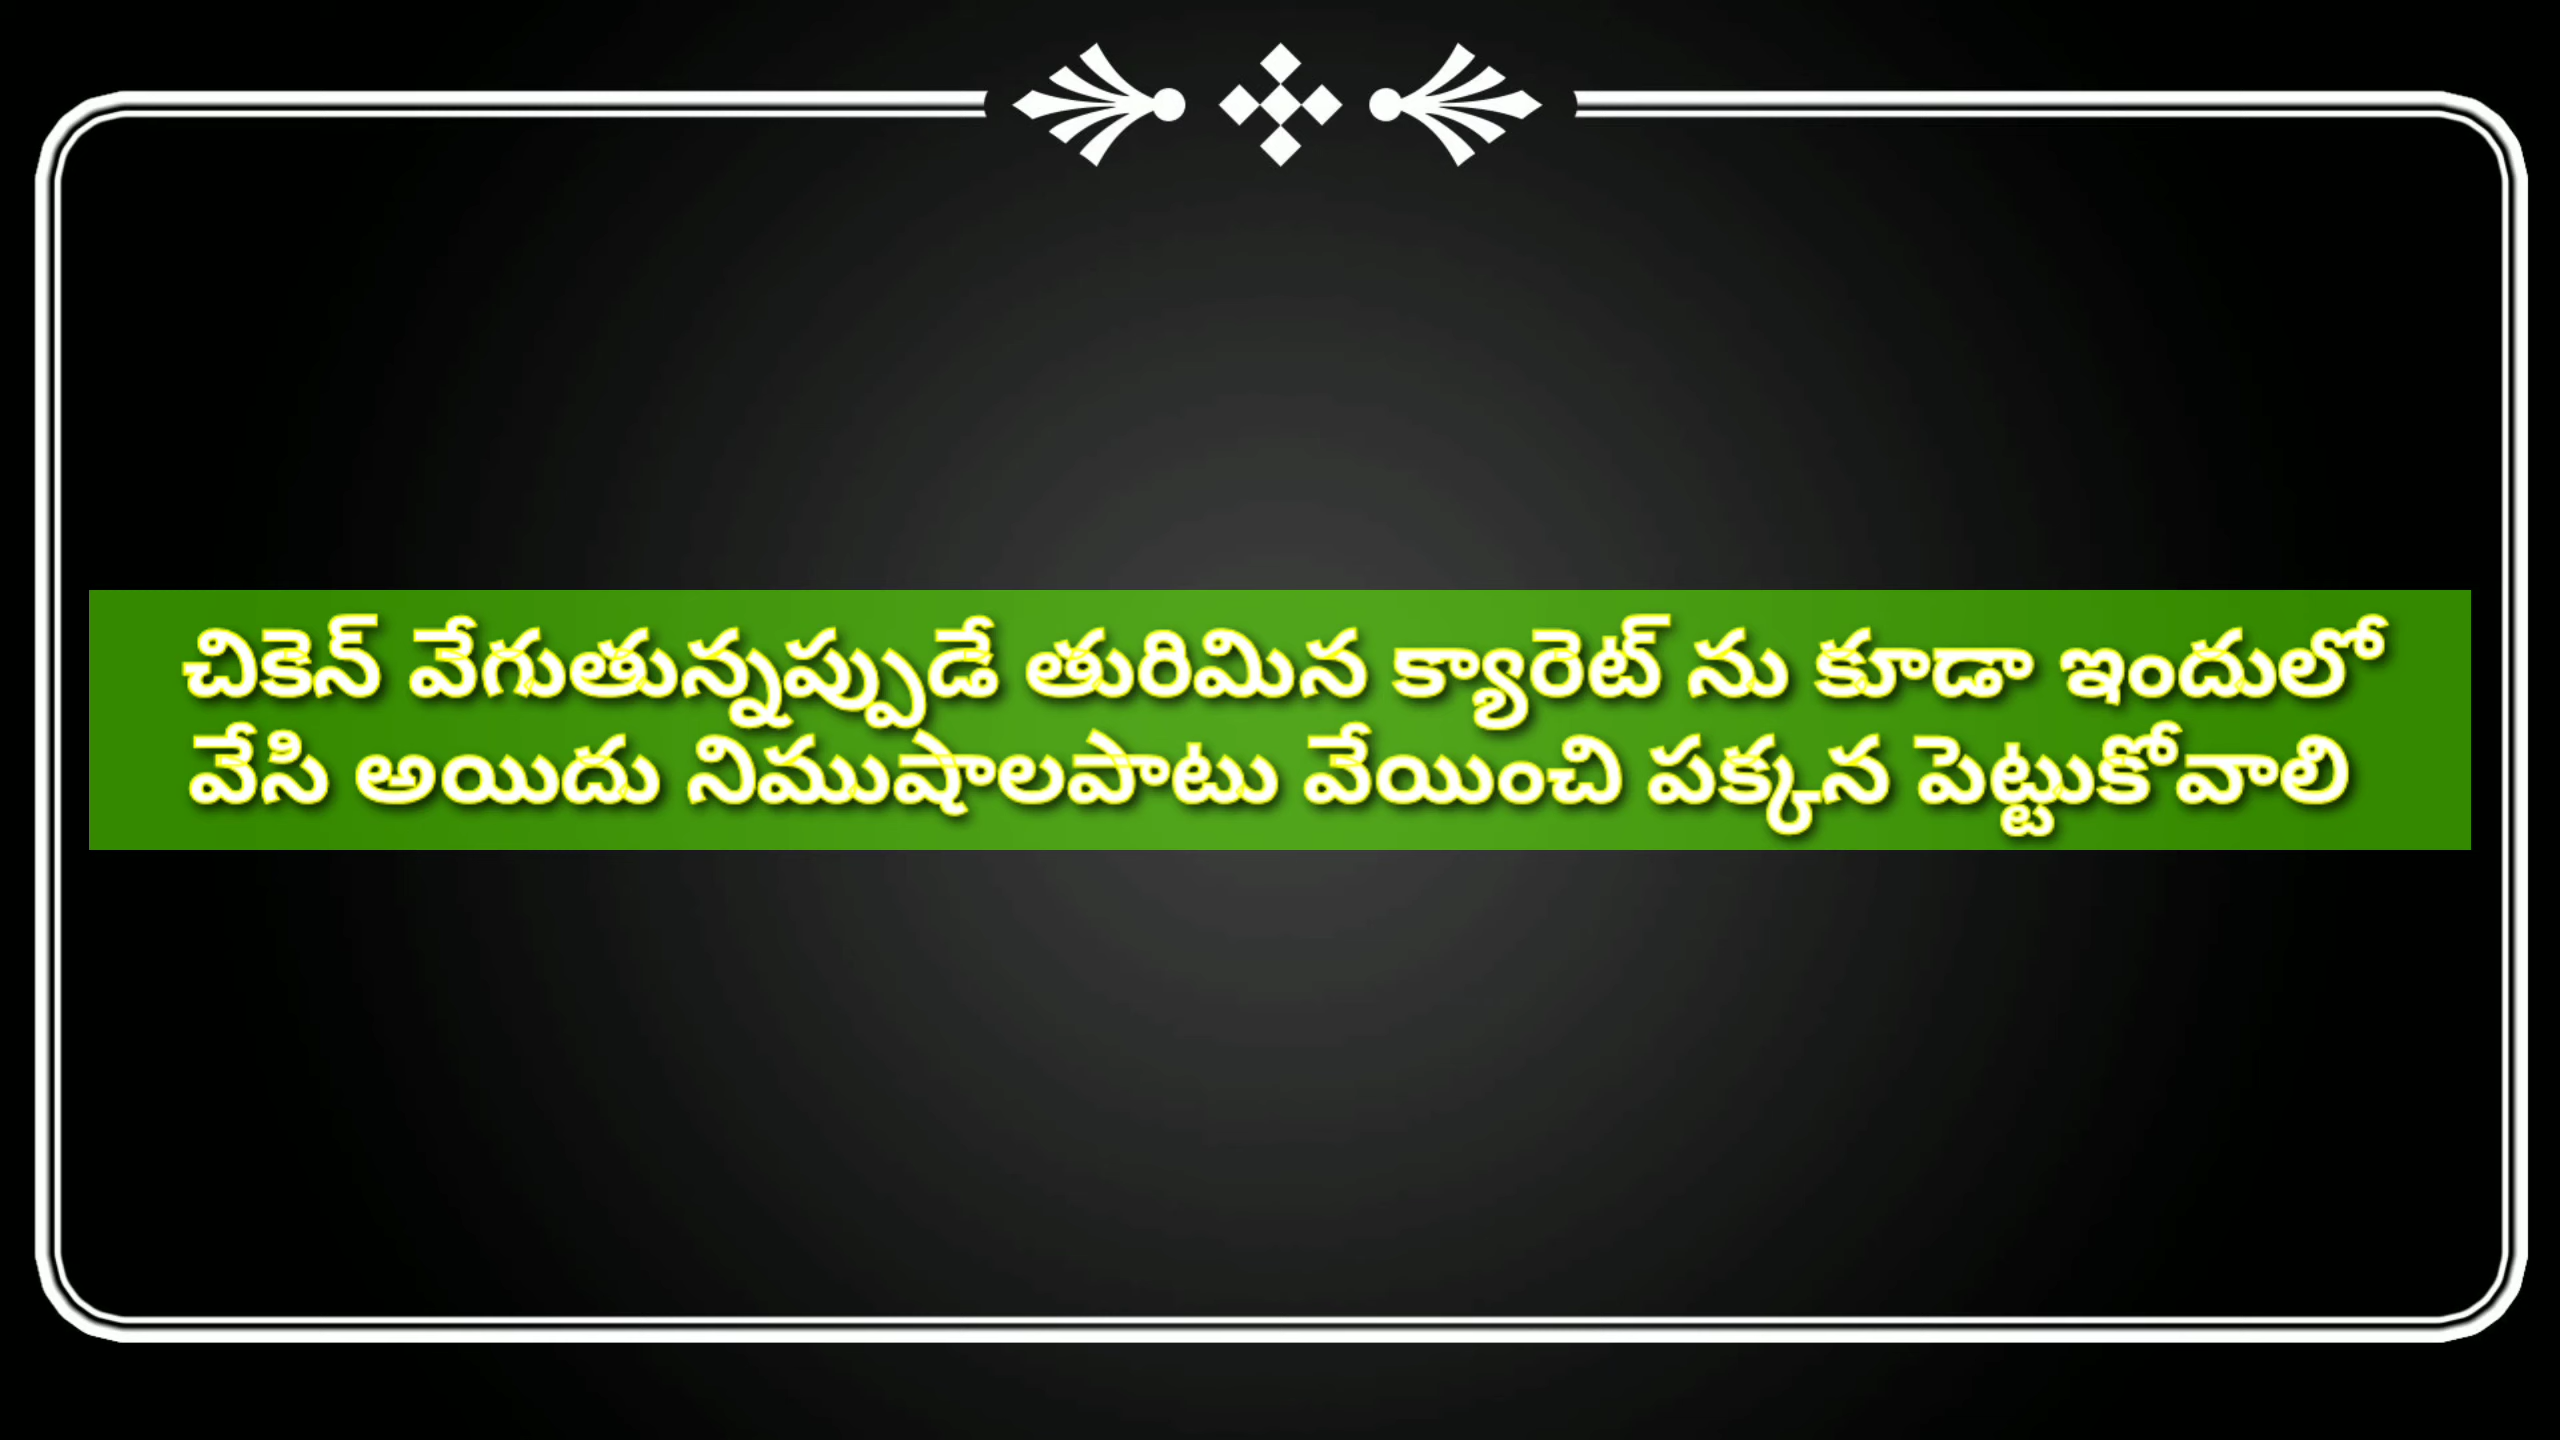 చికెన్ వేగుతున్నప్పుడే తురిమిన క్యారెట్ ను కూడా ఇందులో
వేసి అయిదు నిముషాలపాటు వేయించి పక్కన పెట్టుకోవాలి